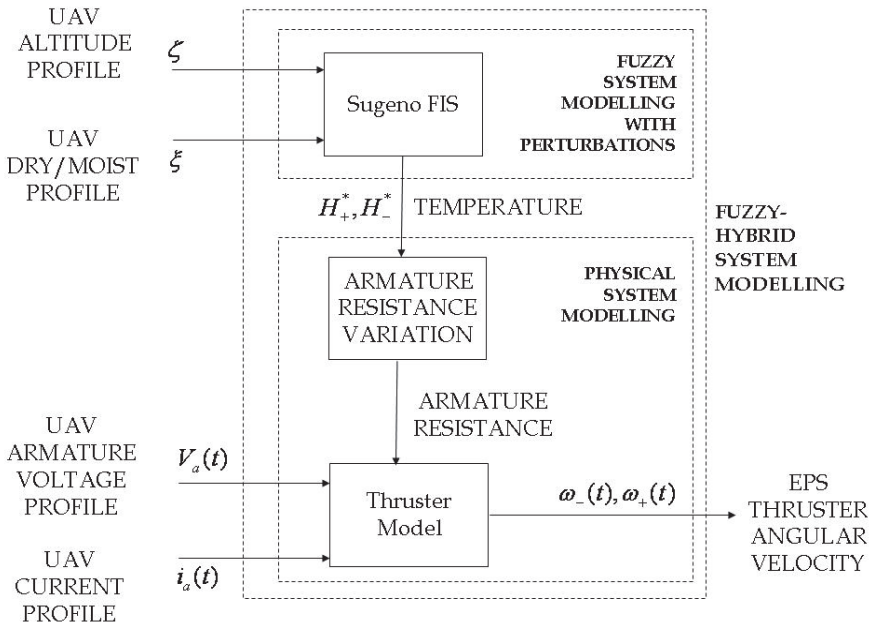 UAV
ALTITUDE
PROFILE
ζ
UAV
DRY/MOIST
PROFILE
ξ
Sugeno FIS
FUZZY
SYSTEM
MODELLING
WITH
PERTURBATIONS
H*+, H*- TEMPERATURE
FUZZY-
HYBRID
SYSTEM
MODELLING
ARMATURE
RESISTANCE
VARIATION
PHYSICAL
SYSTEM
MODELLING
ARMATURE
RESISTANCE
UAV
ARMATURE
VOLTAGE
PROFILE
Va(t)
UAV
CURRENT
PROFILE
ia(t)
Thruster
Model
ω−(t), ω+(t)
EPS
THRUSTER
ANGULAR
VELOCITY